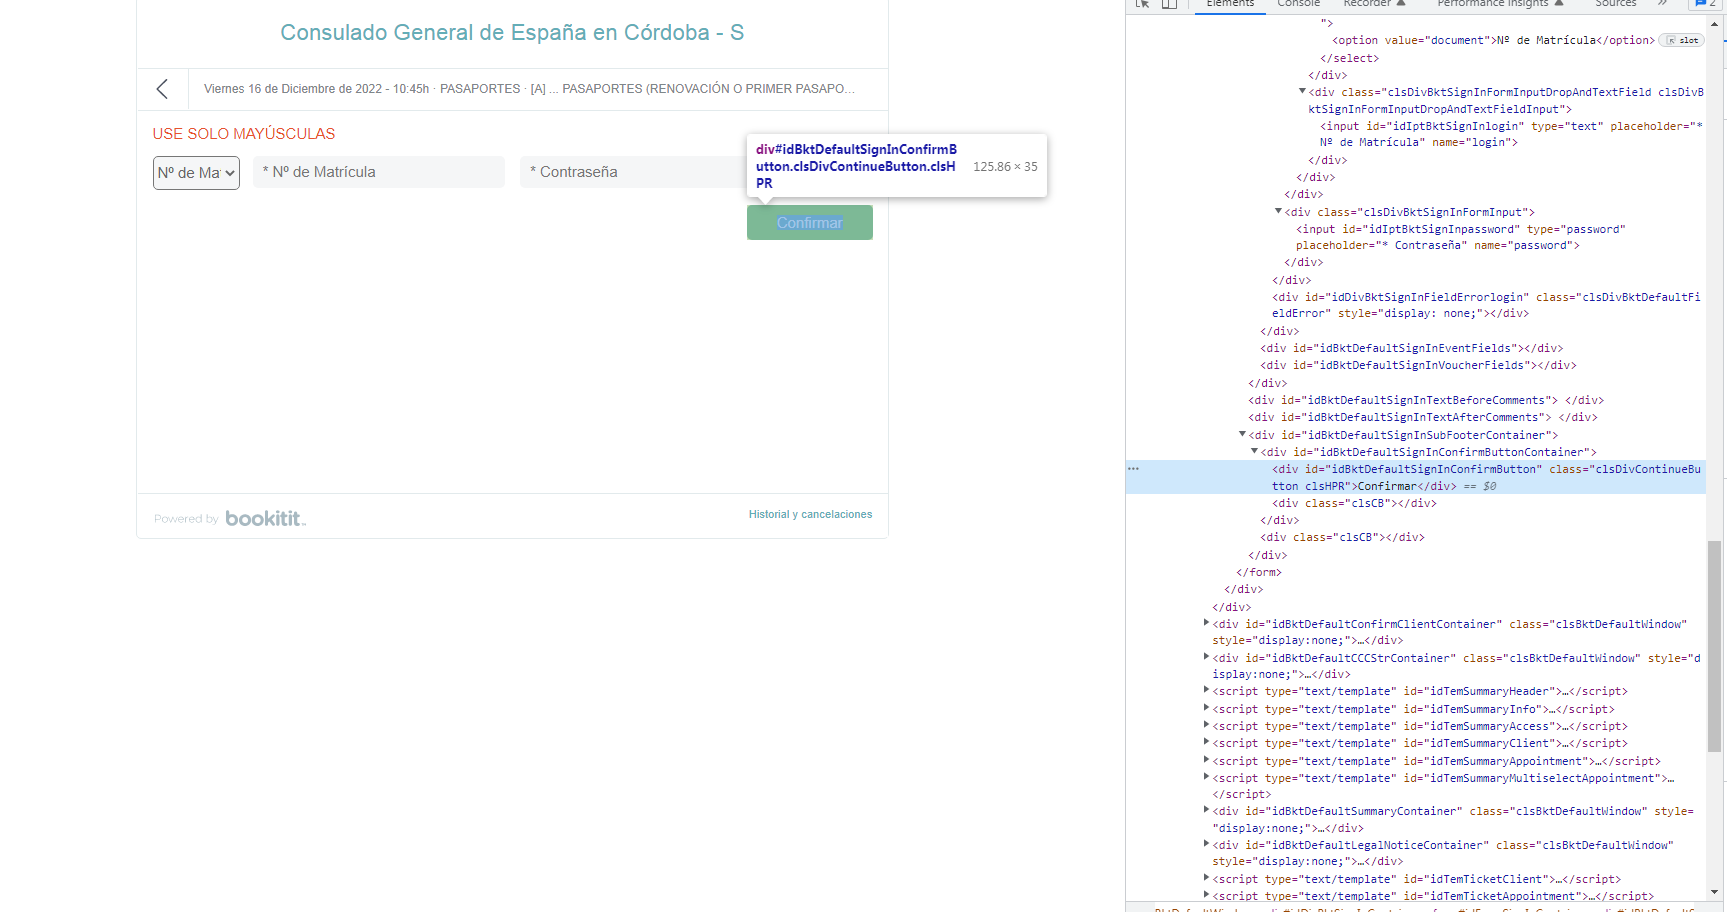 Consulado General de España en Córdoba - S
Viernes 16 de Diciembre de 2022 - 10:45h · PASAPORTES · [A] ... PASAPORTES (RENOVACIÓN O PRIMER PASAPO...
USE SOLO MAYÚSCULAS
Nº de Ma
* Nº de Matrícula
* Contraseña
div#idBktDefaultSignInConfirmB
utton.clsDivContinueButton.clsH
PR
125.86 × 35
Confirmar
Powered by bookitit
Historial y cancelaciones
Elements Console Recorder Performance insights Sources » 2
">
<option value="document">Nº de Matrícula</option> slot
</select>
</div>
<div class="clsDivBktSignInFormInputDropAndTextField clsDivB
ktSignInFormInputDropAndTextFieldInput">
<input id="idIptBktSignInlogin" type="text" placeholder="*
Nº de Matrícula" name="login">
</div>
</div>
</div>
<div class="clsDivBktSignInFormInput">
<input id="idIptBktSignInpassword" type="password"
placeholder="* Contraseña" name="password">
</div>
</div>
<div id="idDivBktSignInFieldErrorlogin" class="clsDivBktDefaultFi
eldError" style="display: none;"></div>
</div>
<div id="idBktDefaultSignInEventFields"></div>
<div id="idBktDefaultSignInVoucherFields"></div>
</div>
<div id="idBktDefaultSignInTextBeforeComments"> </div>
<div id="idBktDefaultSignInTextAfterComments"> </div>
<div id="idBktDefaultSignInSubFooterContainer">
<div id="idBktDefaultSignInConfirmButtonContainer">
... <div id="idBktDefaultSignInConfirmButton" class="clsDivContinueBu
tton clsHPR">Confirmar</div> == $0
<div class="clsCB"></div>
</div>
<div class="clsCB"></div>
</div>
</form>
</div>
</div>
<div id="idBktDefaultConfirmClientContainer" class="clsBktDefaultWindow"
style="display:none;">…</div>
<div id="idBktDefaultCCCStrContainer" class="clsBktDefaultWindow" style="d
isplay:none;">…</div>
<script type="text/template" id="idTemSummaryHeader">…</script>
<script type="text/template" id="idTemSummaryInfo">…</script>
<script type="text/template" id="idTemSummaryAccess">…</script>
<script type="text/template" id="idTemSummaryClient">…</script>
<script type="text/template" id="idTemSummaryAppointment">…</script>
<script type="text/template" id="idTemSummaryMultiselectAppointment">…
</script>
<div id="idBktDefaultSummaryContainer" class="clsBktDefaultWindow" style=
"display:none;">…</div>
<div id="idBktDefaultLegalNoticeContainer" class="clsBktDefaultWindow"
style="display:none;">…</div>
<script type="text/template" id="idTemTicketClient">…</script>
<script type="text/template" id="idTemTicketAppointment">…</script>